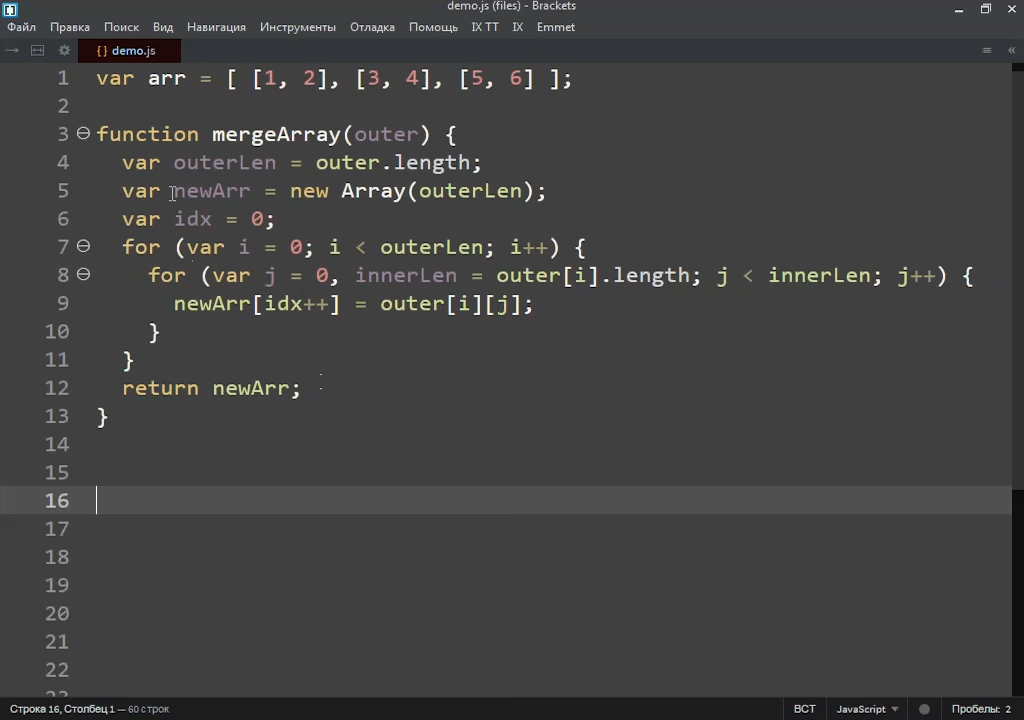 demo.js (files) - Brackets
Файл Правка Поиск Вид Навигация Инструменты Отладка Помощь IX TT IX Emmet
{} demo.js
1 var arr = [ [1, 2], [3, 4], [5, 6] ];
2
3 function mergeArray(outer) {
4 var outerLen = outer.length;
5 var newArr = new Array(outerLen);
6 var idx = 0;
7 for (var i = 0; i < outerLen; i++) {
8 for (var j = 0, innerLen = outer[i].length; j < innerLen; j++) {
9 newArr[idx++] = outer[i][j];
10 }
11 }
12 return newArr;
13 }
14
15
16
17
18
19
20
21
22
23
Строка 16, Столбец 1 — 60 строк ВСТ JavaScript Пробелы: 2